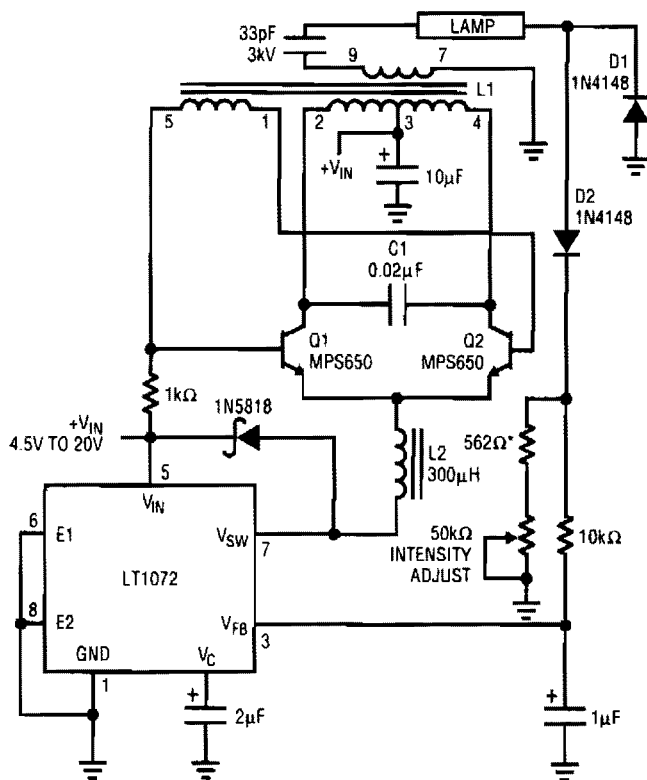 33pF
3kV
LAMP
D1
1N4148
9
7
L1
5
1
2
3
4
+VIN
+
10µF
D2
1N4148
C1
0.02µF
Q1
MPS650
Q2
MPS650
1kΩ
1N5818
+VIN
4.5V TO 20V
562Ω*
L2
300µH
5
VIN
6
E1
VSW
7
50kΩ
INTENSITY
ADJUST
10kΩ
LT1072
8
E2
VFB
3
GND
VC
1
+
2µF
+
1µF